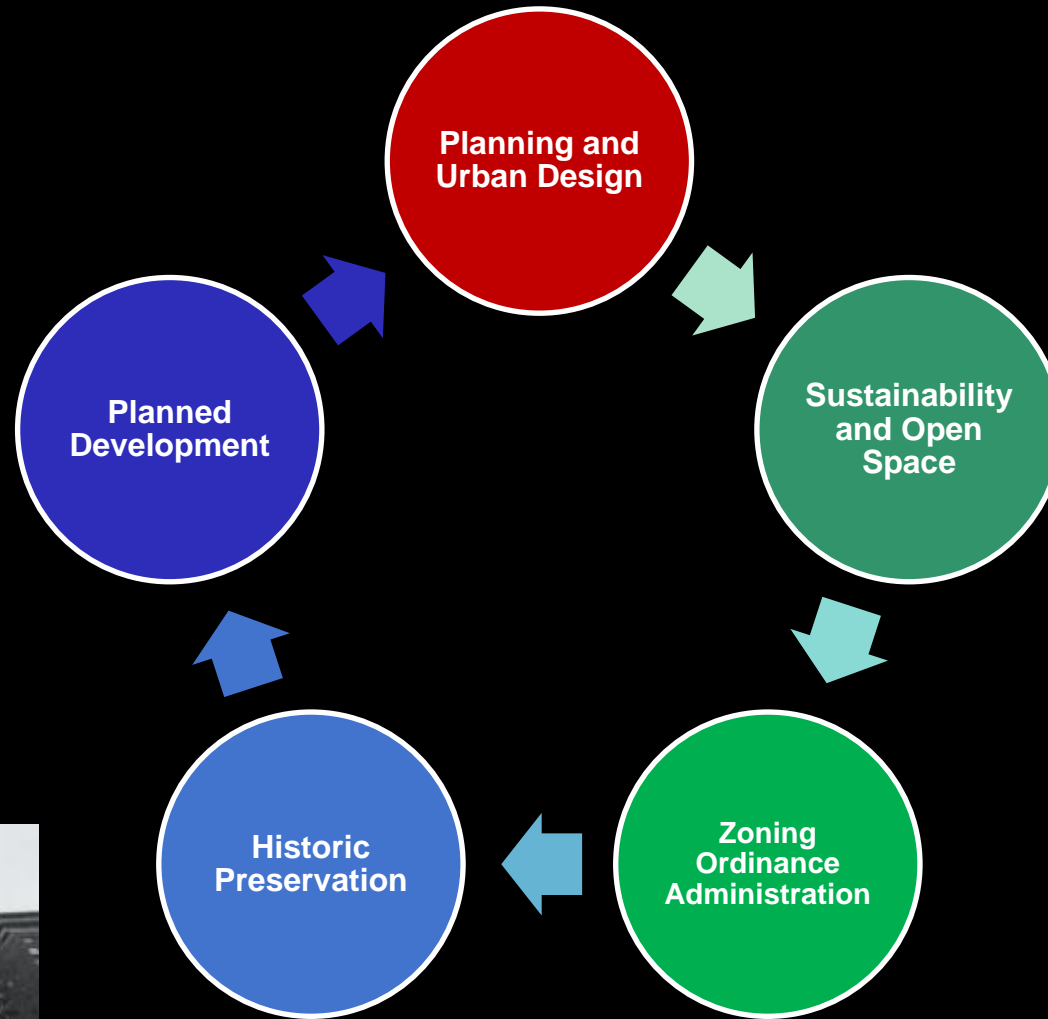 Planning and
Urban Design
Sustainability
and Open
Space
Zoning
Ordinance
Administration
Historic
Preservation
Planned
Development